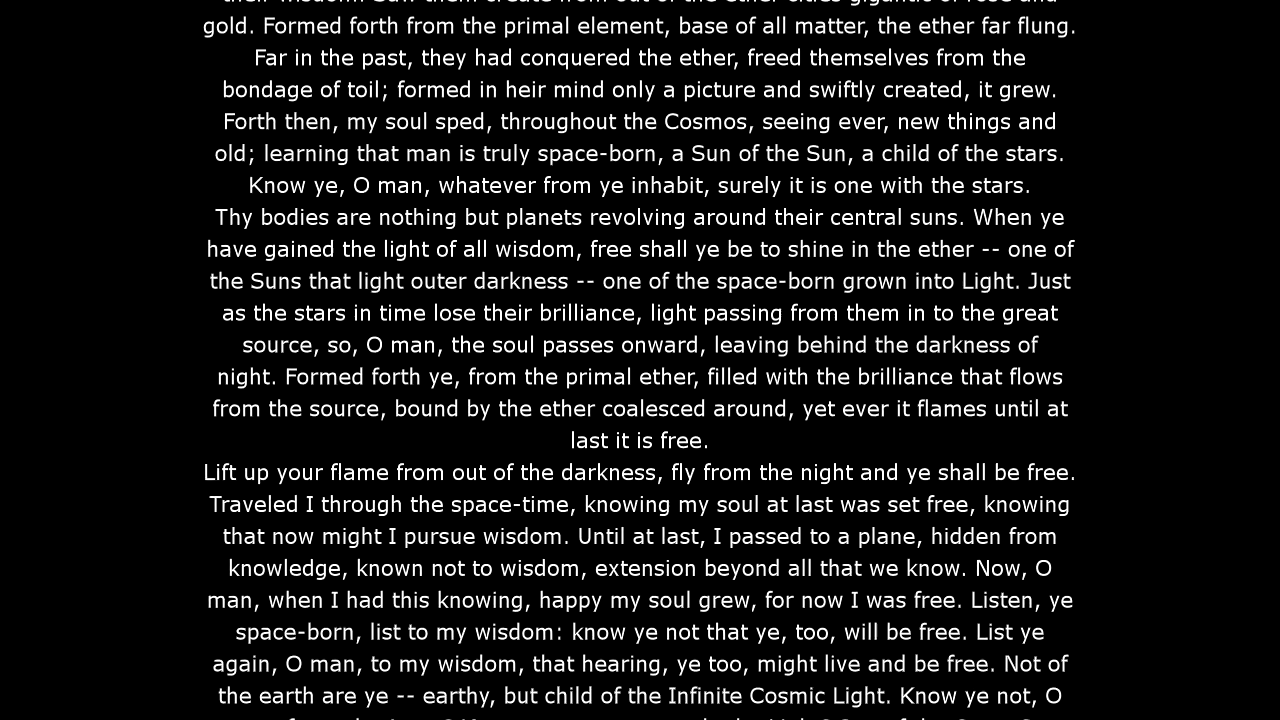 their wisdom. Saw them create from out of the ether cities gigantic of rose and
gold. Formed forth from the primal element, base of all matter, the ether far flung.
Far in the past, they had conquered the ether, freed themselves from the
bondage of toil; formed in heir mind only a picture and swiftly created, it grew.
Forth then, my soul sped, throughout the Cosmos, seeing ever, new things and
old; learning that man is truly space-born, a Sun of the Sun, a child of the stars.
Know ye, O man, whatever from ye inhabit, surely it is one with the stars.
Thy bodies are nothing but planets revolving around their central suns. When ye
have gained the light of all wisdom, free shall ye be to shine in the ether -- one of
the Suns that light outer darkness -- one of the space-born grown into Light. Just
as the stars in time lose their brilliance, light passing from them in to the great
source, so, O man, the soul passes onward, leaving behind the darkness of
night. Formed forth ye, from the primal ether, filled with the brilliance that flows
from the source, bound by the ether coalesced around, yet ever it flames until at
last it is free.
Lift up your flame from out of the darkness, fly from the night and ye shall be free.
Traveled I through the space-time, knowing my soul at last was set free, knowing
that now might I pursue wisdom. Until at last, I passed to a plane, hidden from
knowledge, known not to wisdom, extension beyond all that we know. Now, O
man, when I had this knowing, happy my soul grew, for now I was free. Listen, ye
space-born, list to my wisdom: know ye not that ye, too, will be free. List ye
again, O man, to my wisdom, that hearing, ye too, might live and be free. Not of
the earth are ye -- earthy, but child of the Infinite Cosmic Light. Know ye not, O